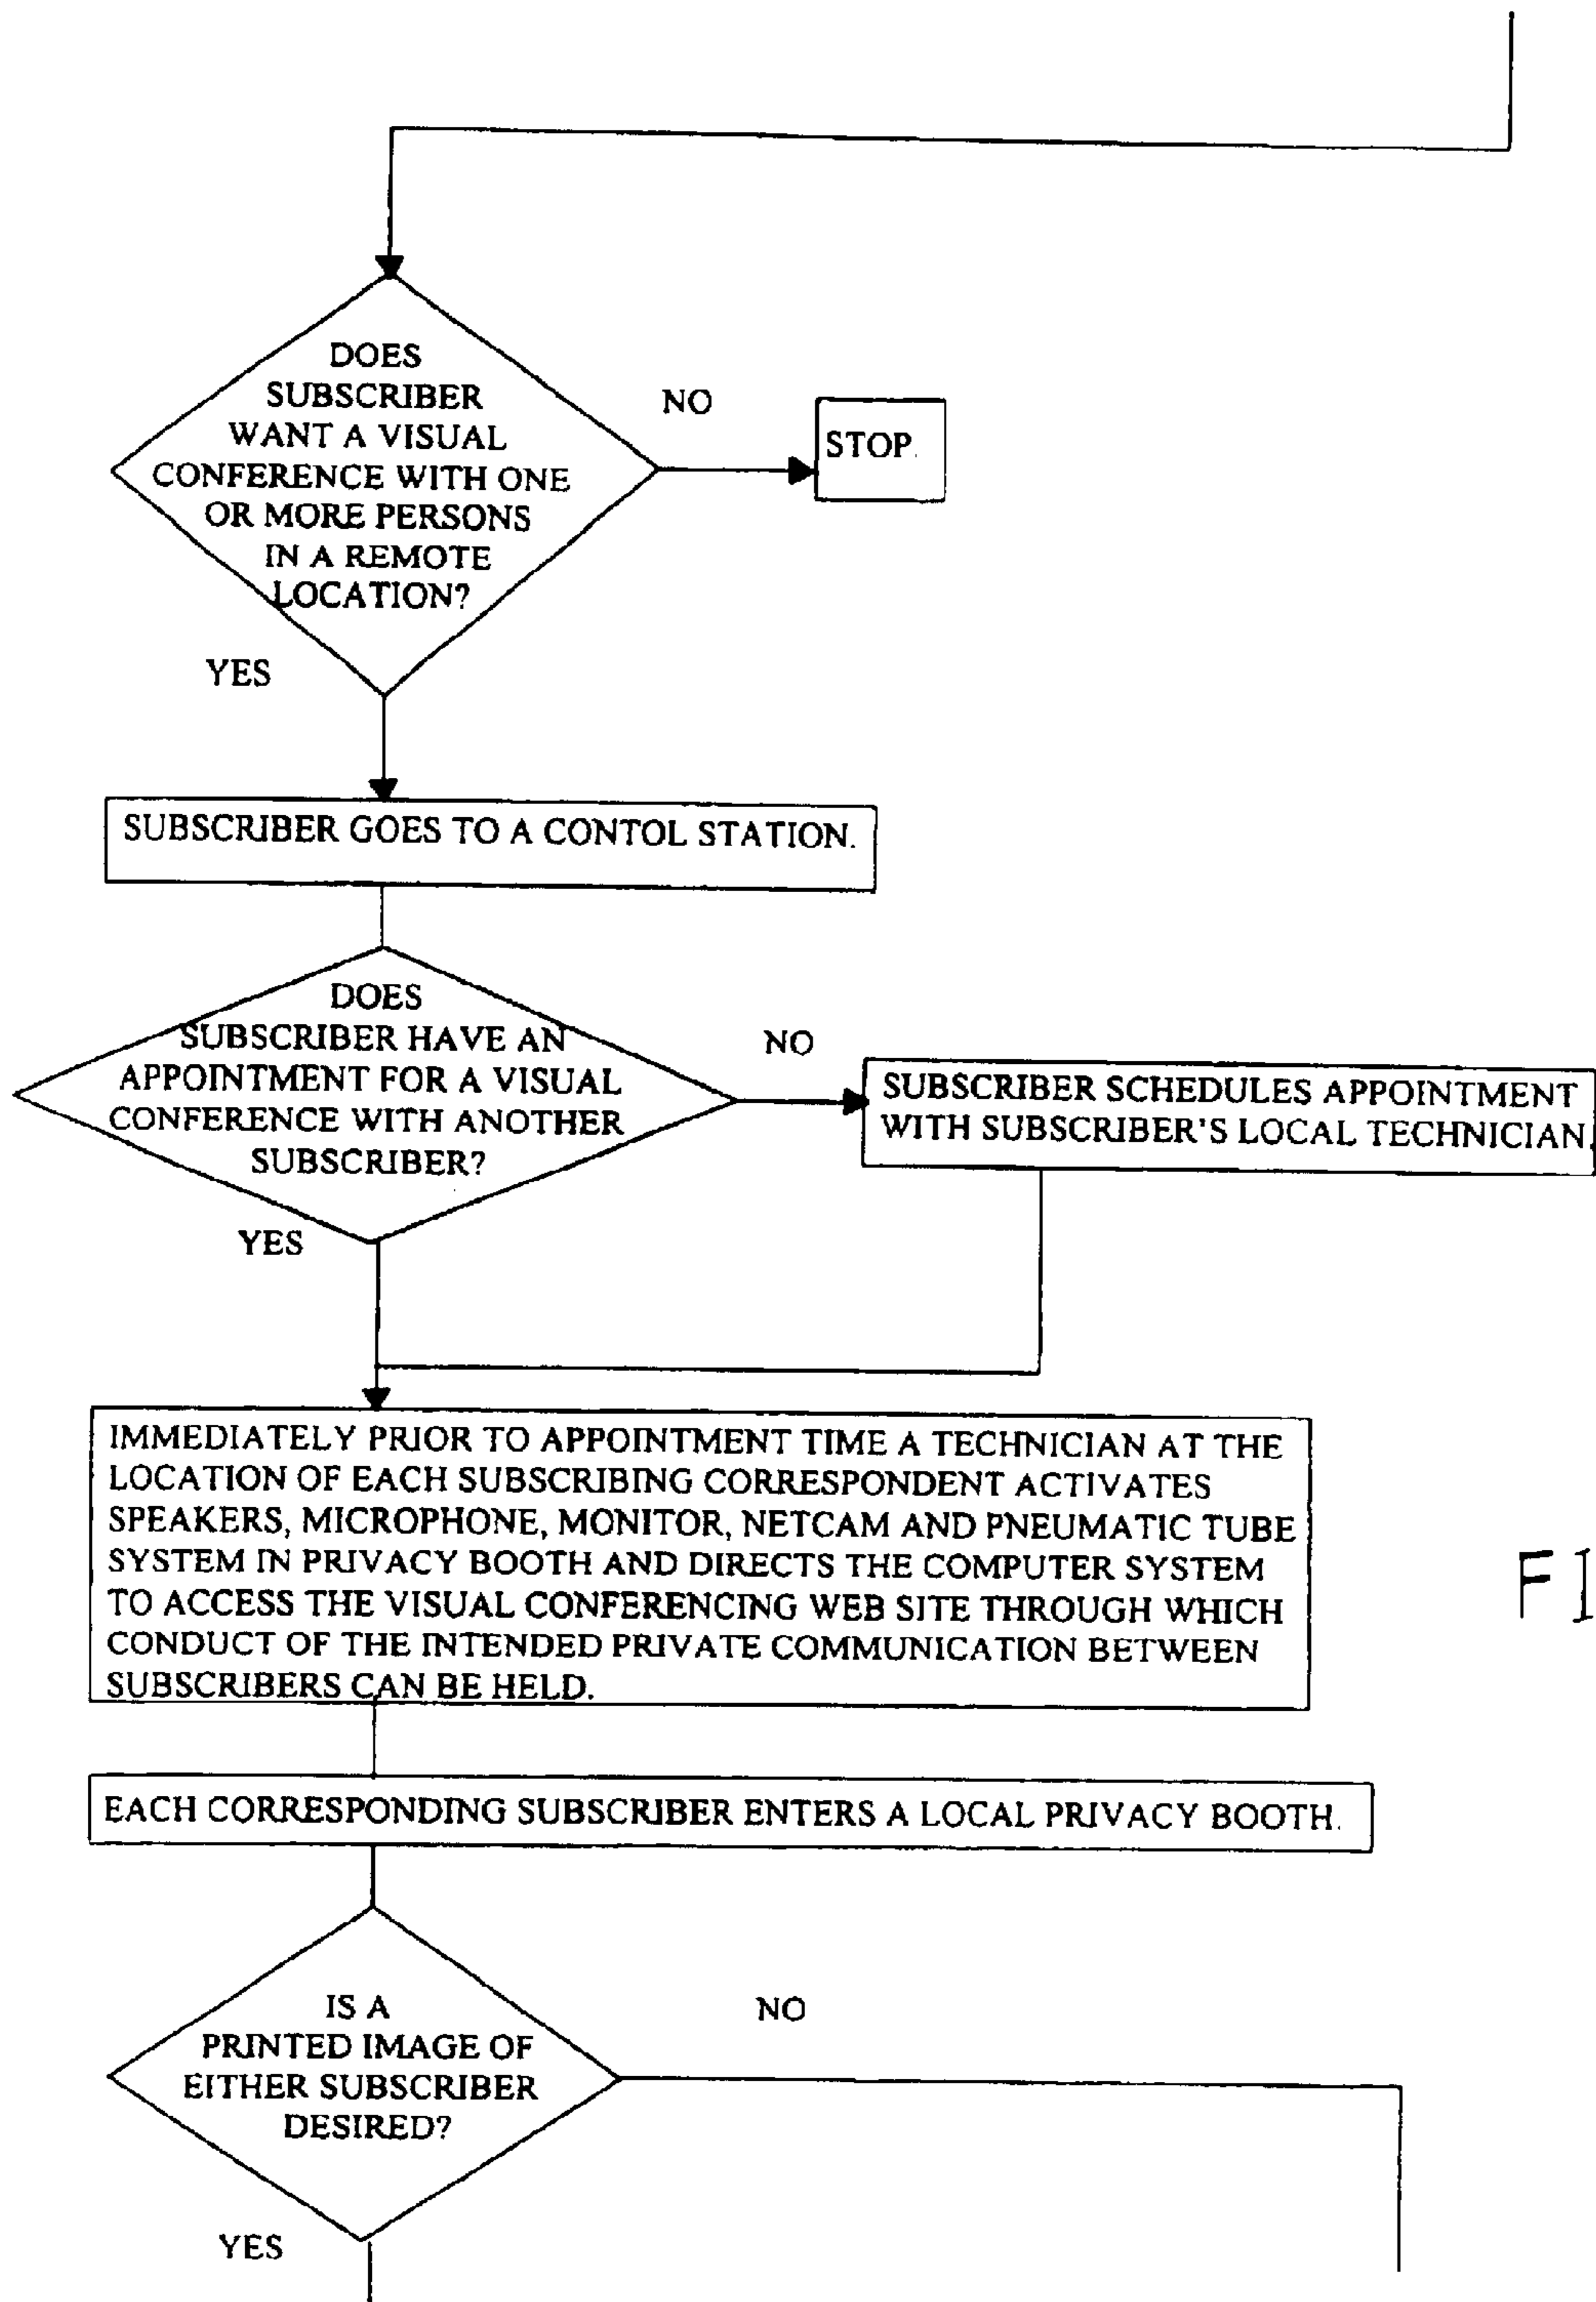 DOES
SUBSCRIBER
WANT A VISUAL
CONFERENCE WITH ONE
OR MORE PERSONS
IN A REMOTE
LOCATION?
NO
STOP.
YES
SUBSCRIBER GOES TO A CONTOL STATION.
DOES
SUBSCRIBER HAVE AN
APPOINTMENT FOR A VISUAL
CONFERENCE WITH ANOTHER
SUBSCRIBER?
NO
SUBSCRIBER SCHEDULES APPOINTMENT
WITH SUBSCRIBER'S LOCAL TECHNICIAN.
YES
IMMEDIATELY PRIOR TO APPOINTMENT TIME A TECHNICIAN AT THE
LOCATION OF EACH SUBSCRIBING CORRESPONDENT ACTIVATES
SPEAKERS, MICROPHONE, MONITOR, NETCAM AND PNEUMATIC TUBE
SYSTEM IN PRIVACY BOOTH AND DIRECTS THE COMPUTER SYSTEM
TO ACCESS THE VISUAL CONFERENCING WEB SITE THROUGH WHICH
CONDUCT OF THE INTENDED PRIVATE COMMUNICATION BETWEEN
SUBSCRIBERS CAN BE HELD.
EACH CORRESPONDING SUBSCRIBER ENTERS A LOCAL PRIVACY BOOTH.
IS A
PRINTED IMAGE OF
EITHER SUBSCRIBER
DESIRED?
NO
YES